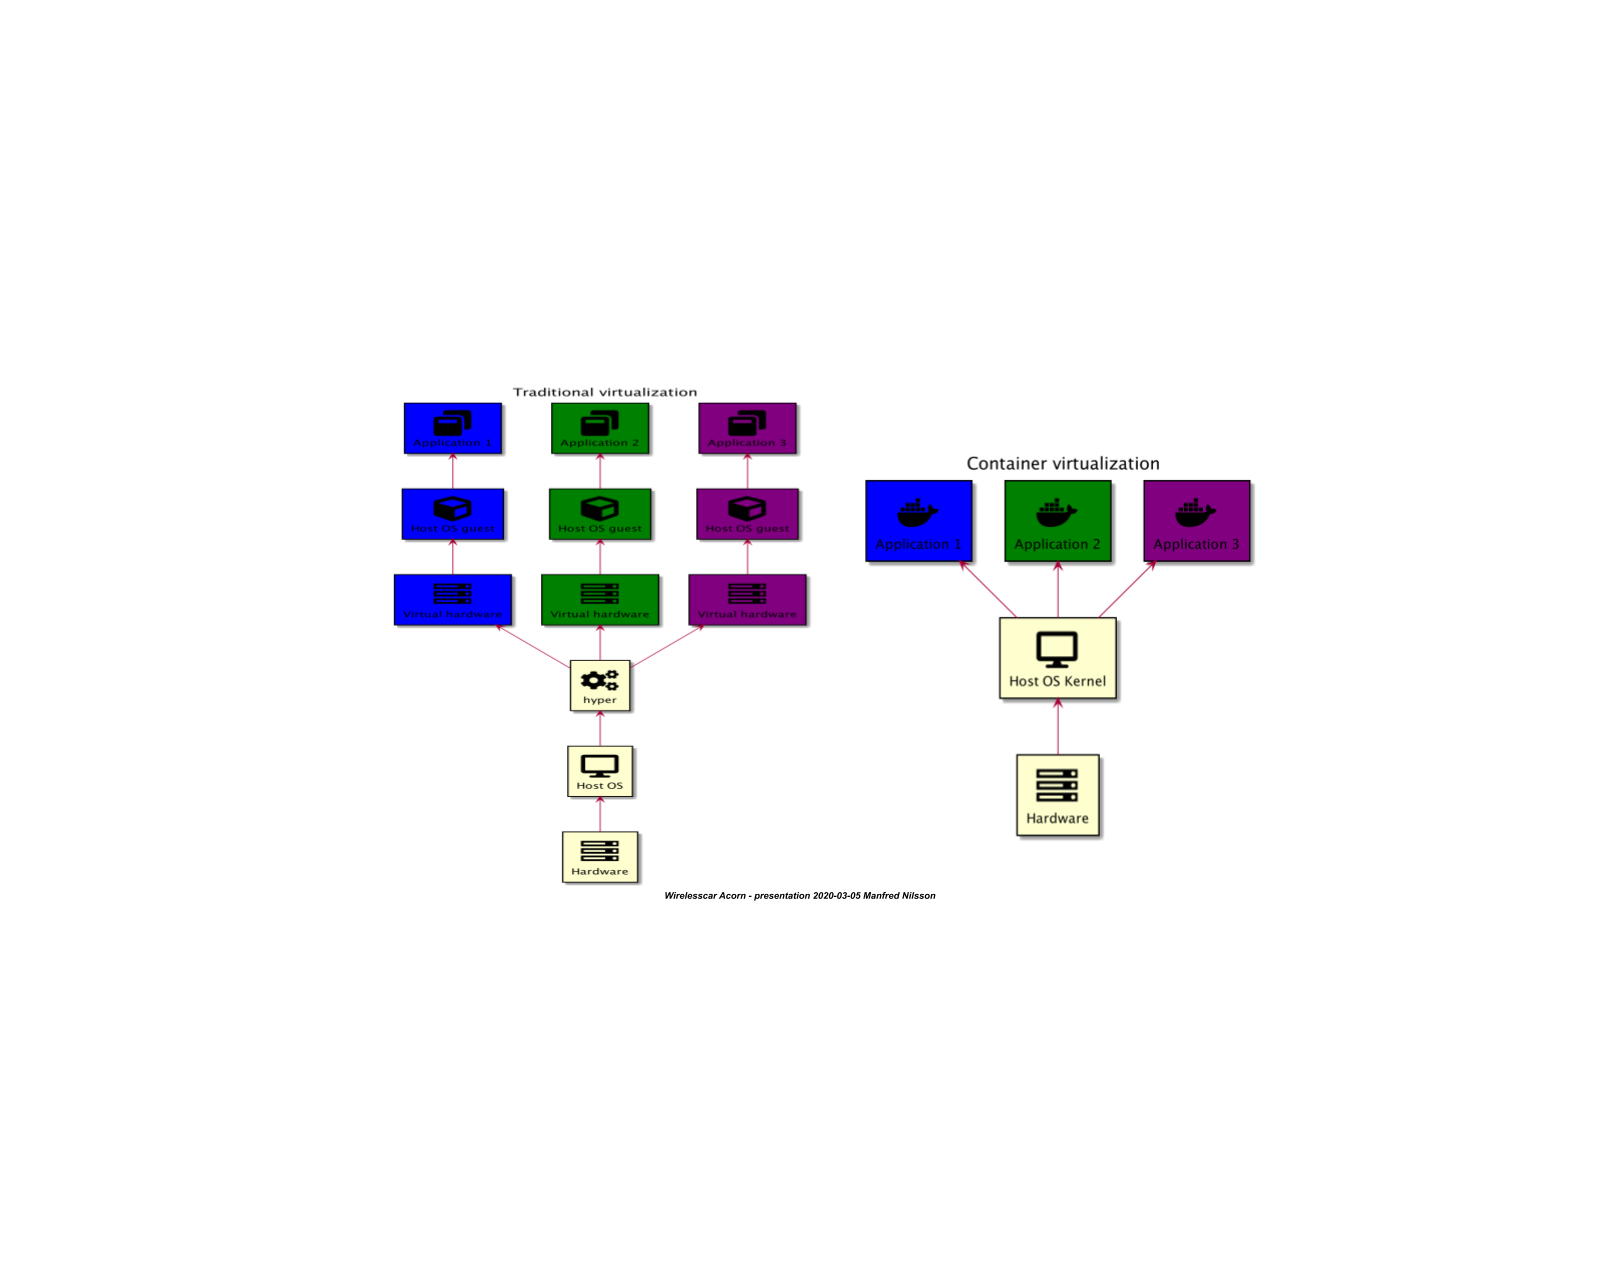 Traditional virtualization
Application 1
Application 2
Application 3
Host OS guest
Host OS guest
Host OS guest
Virtual hardware
Virtual hardware
Virtual hardware
hyper
Host OS
Hardware
Container virtualization
Application 1
Application 2
Application 3
Host OS Kernel
Hardware
Wirelesscar Acorn - presentation 2020-03-05 Manfred Nilsson